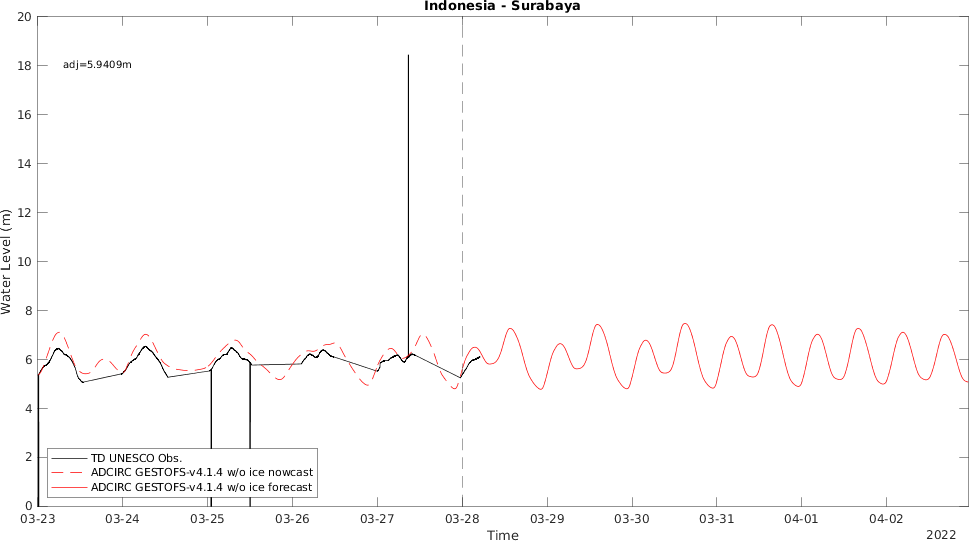 Indonesia - Surabaya
20
18
adj=5.9409m
16
14
12
10
8
6
4
2
0
Water Level (m)
TD UNESCO Obs.
ADCIRC GESTOFS-v4.1.4 w/o ice nowcast
ADCIRC GESTOFS-v4.1.4 w/o ice forecast
03-23 03-24 03-25 03-26 03-27 03-28 03-29 03-30 03-31 04-01 04-02
Time
2022